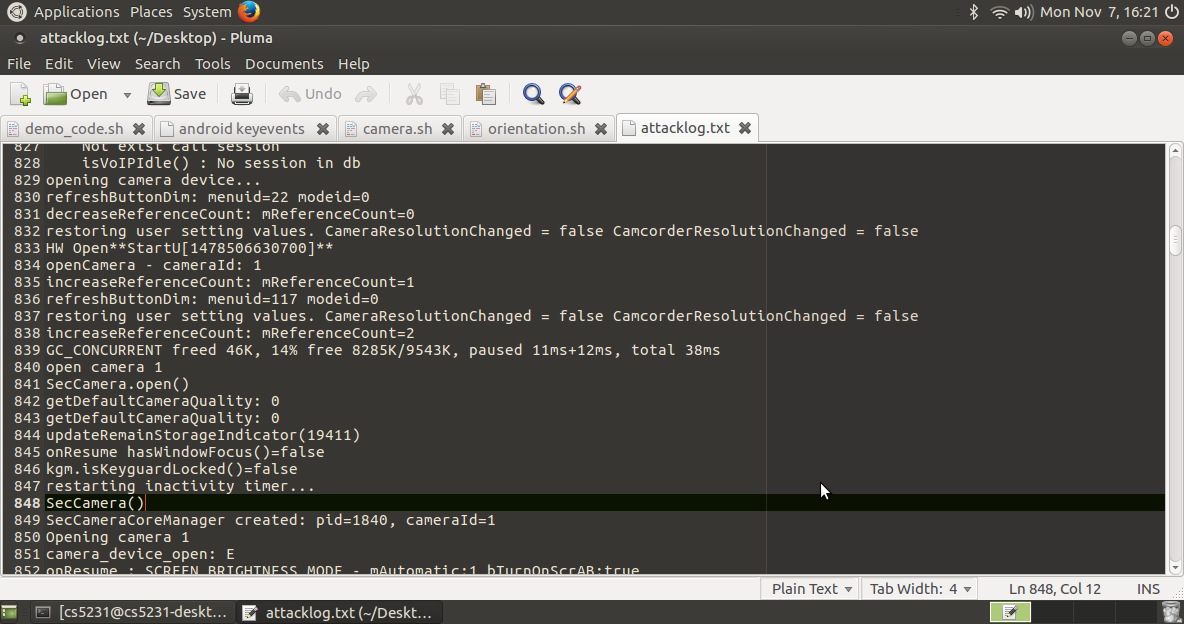 Applications Places System
Mon Nov 7, 16:21
attacklog.txt (~/Desktop) - Pluma
File Edit View Search Tools Documents Help
Open Save Undo
demo_code.sh android keyevents camera.sh orientation.sh attacklog.txt
827 Not exist call session
828 isVoIPIdle() : No session in db
829 opening camera device...
830 refreshButtonDim: menuid=22 modeid=0
831 decreaseReferenceCount: mReferenceCount=0
832 restoring user setting values. CameraResolutionChanged = false CamcorderResolutionChanged = false
833 HW Open**StartU[1478506630700]**
834 openCamera - cameraId: 1
835 increaseReferenceCount: mReferenceCount=1
836 refreshButtonDim: menuid=117 modeid=0
837 restoring user setting values. CameraResolutionChanged = false CamcorderResolutionChanged = false
838 increaseReferenceCount: mReferenceCount=2
839 GC_CONCURRENT freed 46K, 14% free 8285K/9543K, paused 11ms+12ms, total 38ms
840 open camera 1
841 SecCamera.open()
842 getDefaultCameraQuality: 0
843 getDefaultCameraQuality: 0
844 updateRemainStorageIndicator(19411)
845 onResume hasWindowFocus()=false
846 kgm.isKeyguardLocked()=false
847 restarting inactivity timer...
848 SecCamera()
849 SecCameraCoreManager created: pid=1840, cameraId=1
850 Opening camera 1
851 camera_device_open: E
852 onResume : SCREEN_BRIGHTNESS_MODE - mAutomatic:1 bTurnOnScrAB:true
Plain Text Tab Width: 4 Ln 848, Col 12 INS
[cs5231@cs5231-deskt... attacklog.txt (~/Deskt...